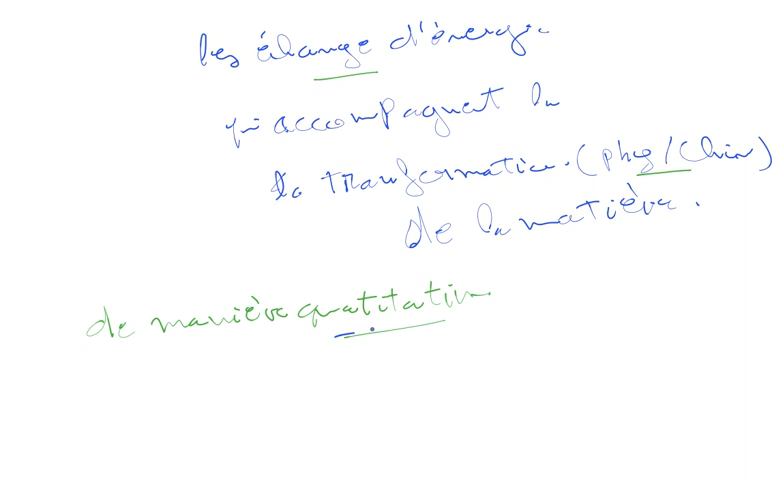 les échange d'énergie
qui accompagnent la
la transformation (phy/Chim)
de la matière.
de manière quatitative